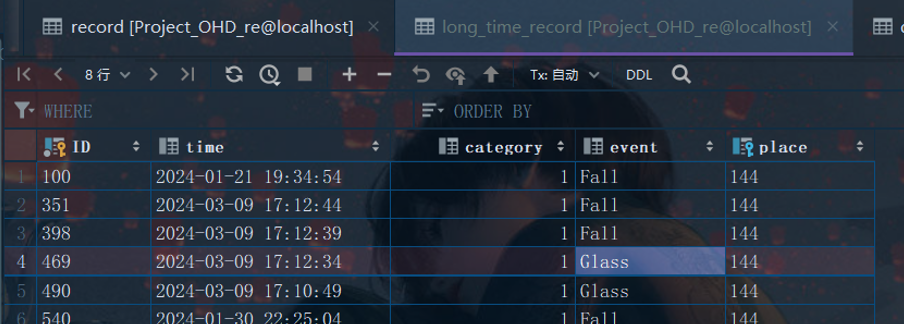 record [Project_OHD_re@localhost] long_time_record [Project_OHD_re@localhost]
8 行 Tx: 自动 DDL
WHERE ORDER BY
ID time category event place
1 100 2024-01-21 19:34:54 1 Fall 144
2 351 2024-03-09 17:12:44 1 Fall 144
3 398 2024-03-09 17:12:39 1 Fall 144
4 469 2024-03-09 17:12:34 1 Glass 144
5 490 2024-03-09 17:10:49 1 Glass 144
6 540 2024-01-30 22:25:04 1 Fall 144